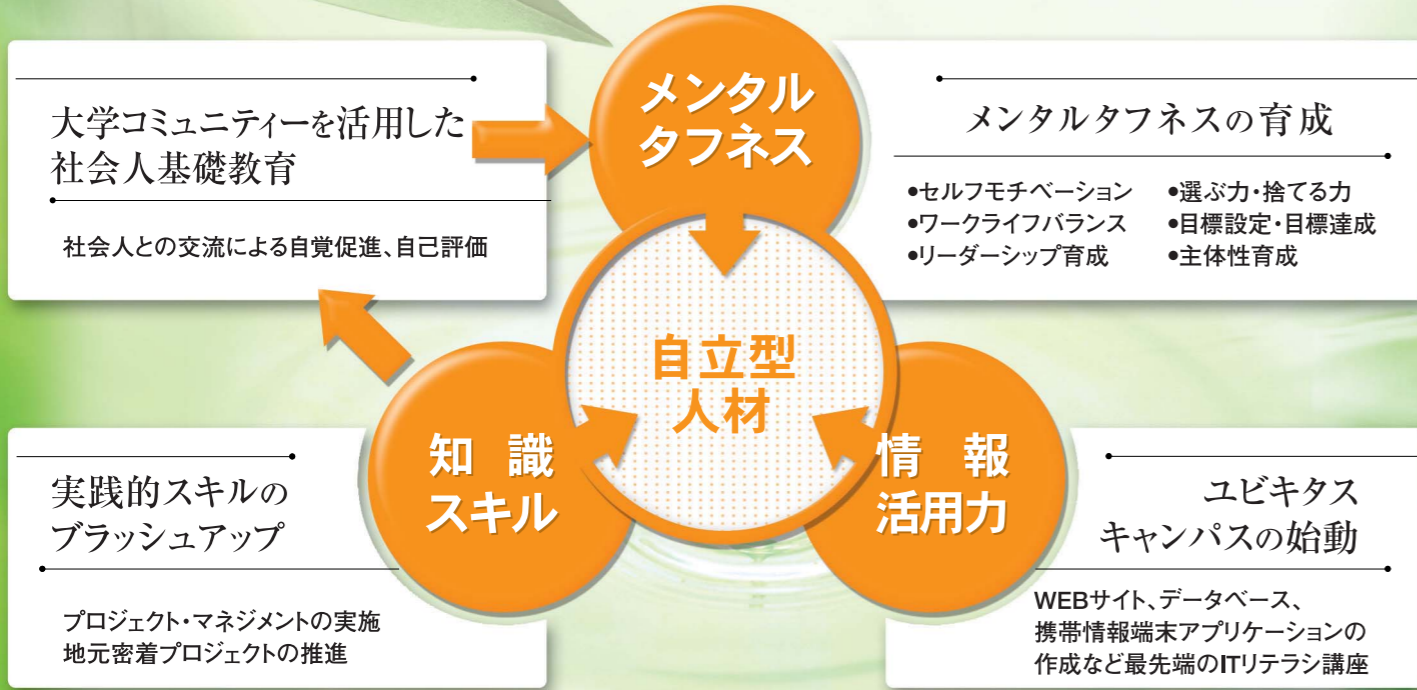 大学コミュニティーを活用した
社会人基礎教育
社会人との交流による自覚促進、自己評価
メンタル
タフネス
メンタルタフネスの育成
●セルフモチベーション
●ワークライフバランス
●リーダーシップ育成
●選ぶ力・捨てる力
●目標設定・目標達成
●主体性育成
自立型
人材
知 識
スキル
情 報
活用力
実践的スキルの
ブラッシュアップ
プロジェクト・マネジメントの実施
地元密着プロジェクトの推進
ユビキタス
キャンパスの始動
WEBサイト、データベース、
携帯情報端末アプリケーションの
作成など最先端のITリテラシ講座